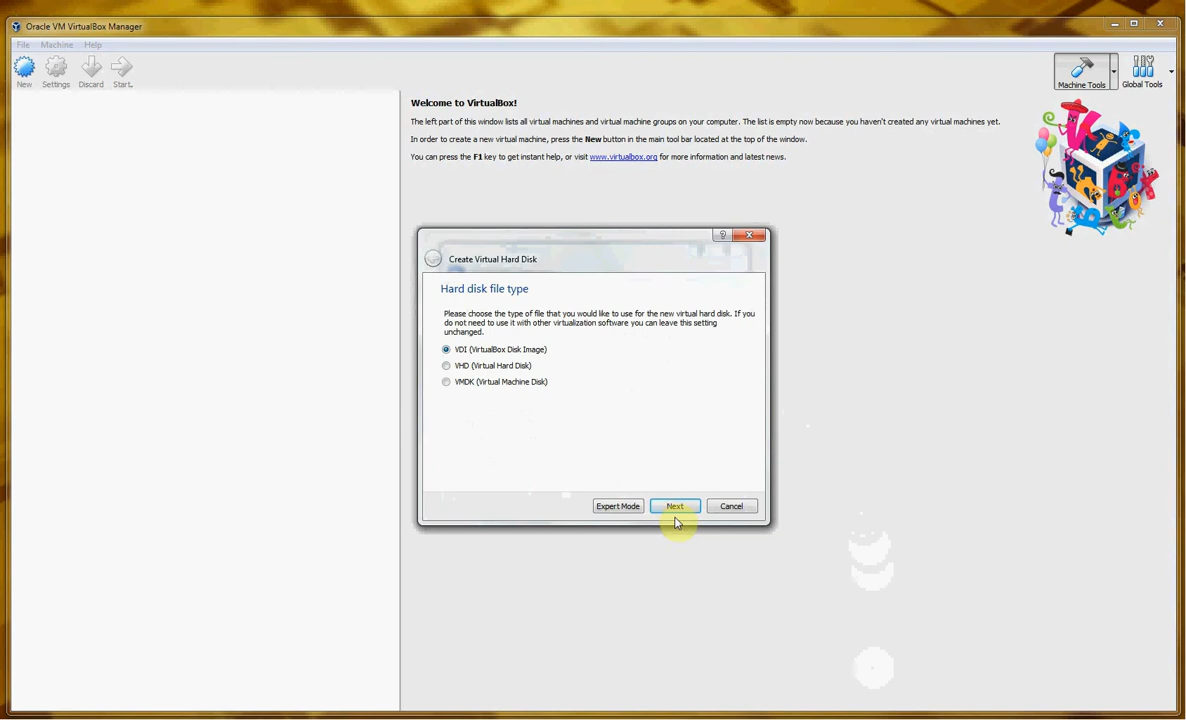 Oracle VM VirtualBox Manager
File Machine Help
New Settings Discard Start.
Machine Tools Global Tools
Welcome to VirtualBox!
The left part of this window lists all virtual machines and virtual machine groups on your computer. The list is empty now because you haven't created any virtual machines yet.
In order to create a new virtual machine, press the New button in the main tool bar located at the top of the window.
You can press the F1 key to get instant help, or visit www.virtualbox.org for more information and latest news.
Create Virtual Hard Disk
Hard disk file type
Please choose the type of file that you would like to use for the new virtual hard disk. If you
do not need to use it with other virtualization software you can leave this setting
unchanged.
VDI (VirtualBox Disk Image)
VHD (Virtual Hard Disk)
VMDK (Virtual Machine Disk)
Expert Mode Next Cancel